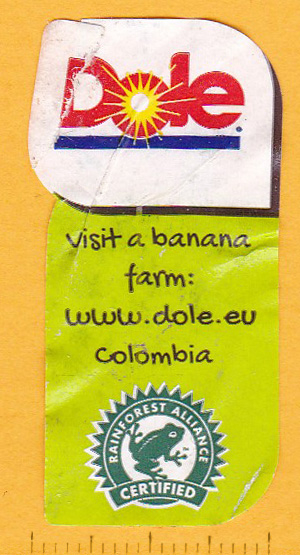 Dole
visit a banana
farm:
www.dole.eu
Colombia
RAINFOREST ALLIANCE
CERTIFIED